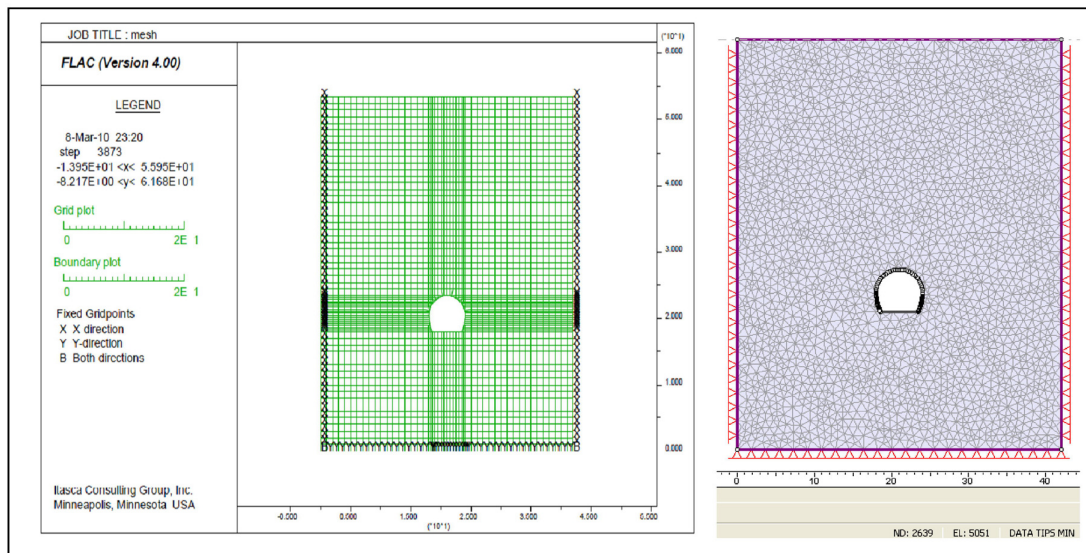 JOB TITLE : mesh
FLAC (Version 4.00)
LEGEND
8-Mar-10 23:20
step 3873
-1.395E+01 <x< 5.595E+01
-8.217E+00 <y< 6.168E+01
Grid plot
0 2E 1
Boundary plot
0 2E 1
Fixed Gridpoints
X X direction
Y Y-direction
B Both directions
Itasca Consulting Group, Inc.
Minneapolis, Minnesota USA
(*10^1)
6.000
5.000
4.000
3.000
2.000
1.000
0.000
-0.000 0.000 1.000 2.000 3.000 4.000 5.000 6.000
(*10^1)
0 10 20 30 40
ND: 2639 EL: 5051 DATA TIPS MIN